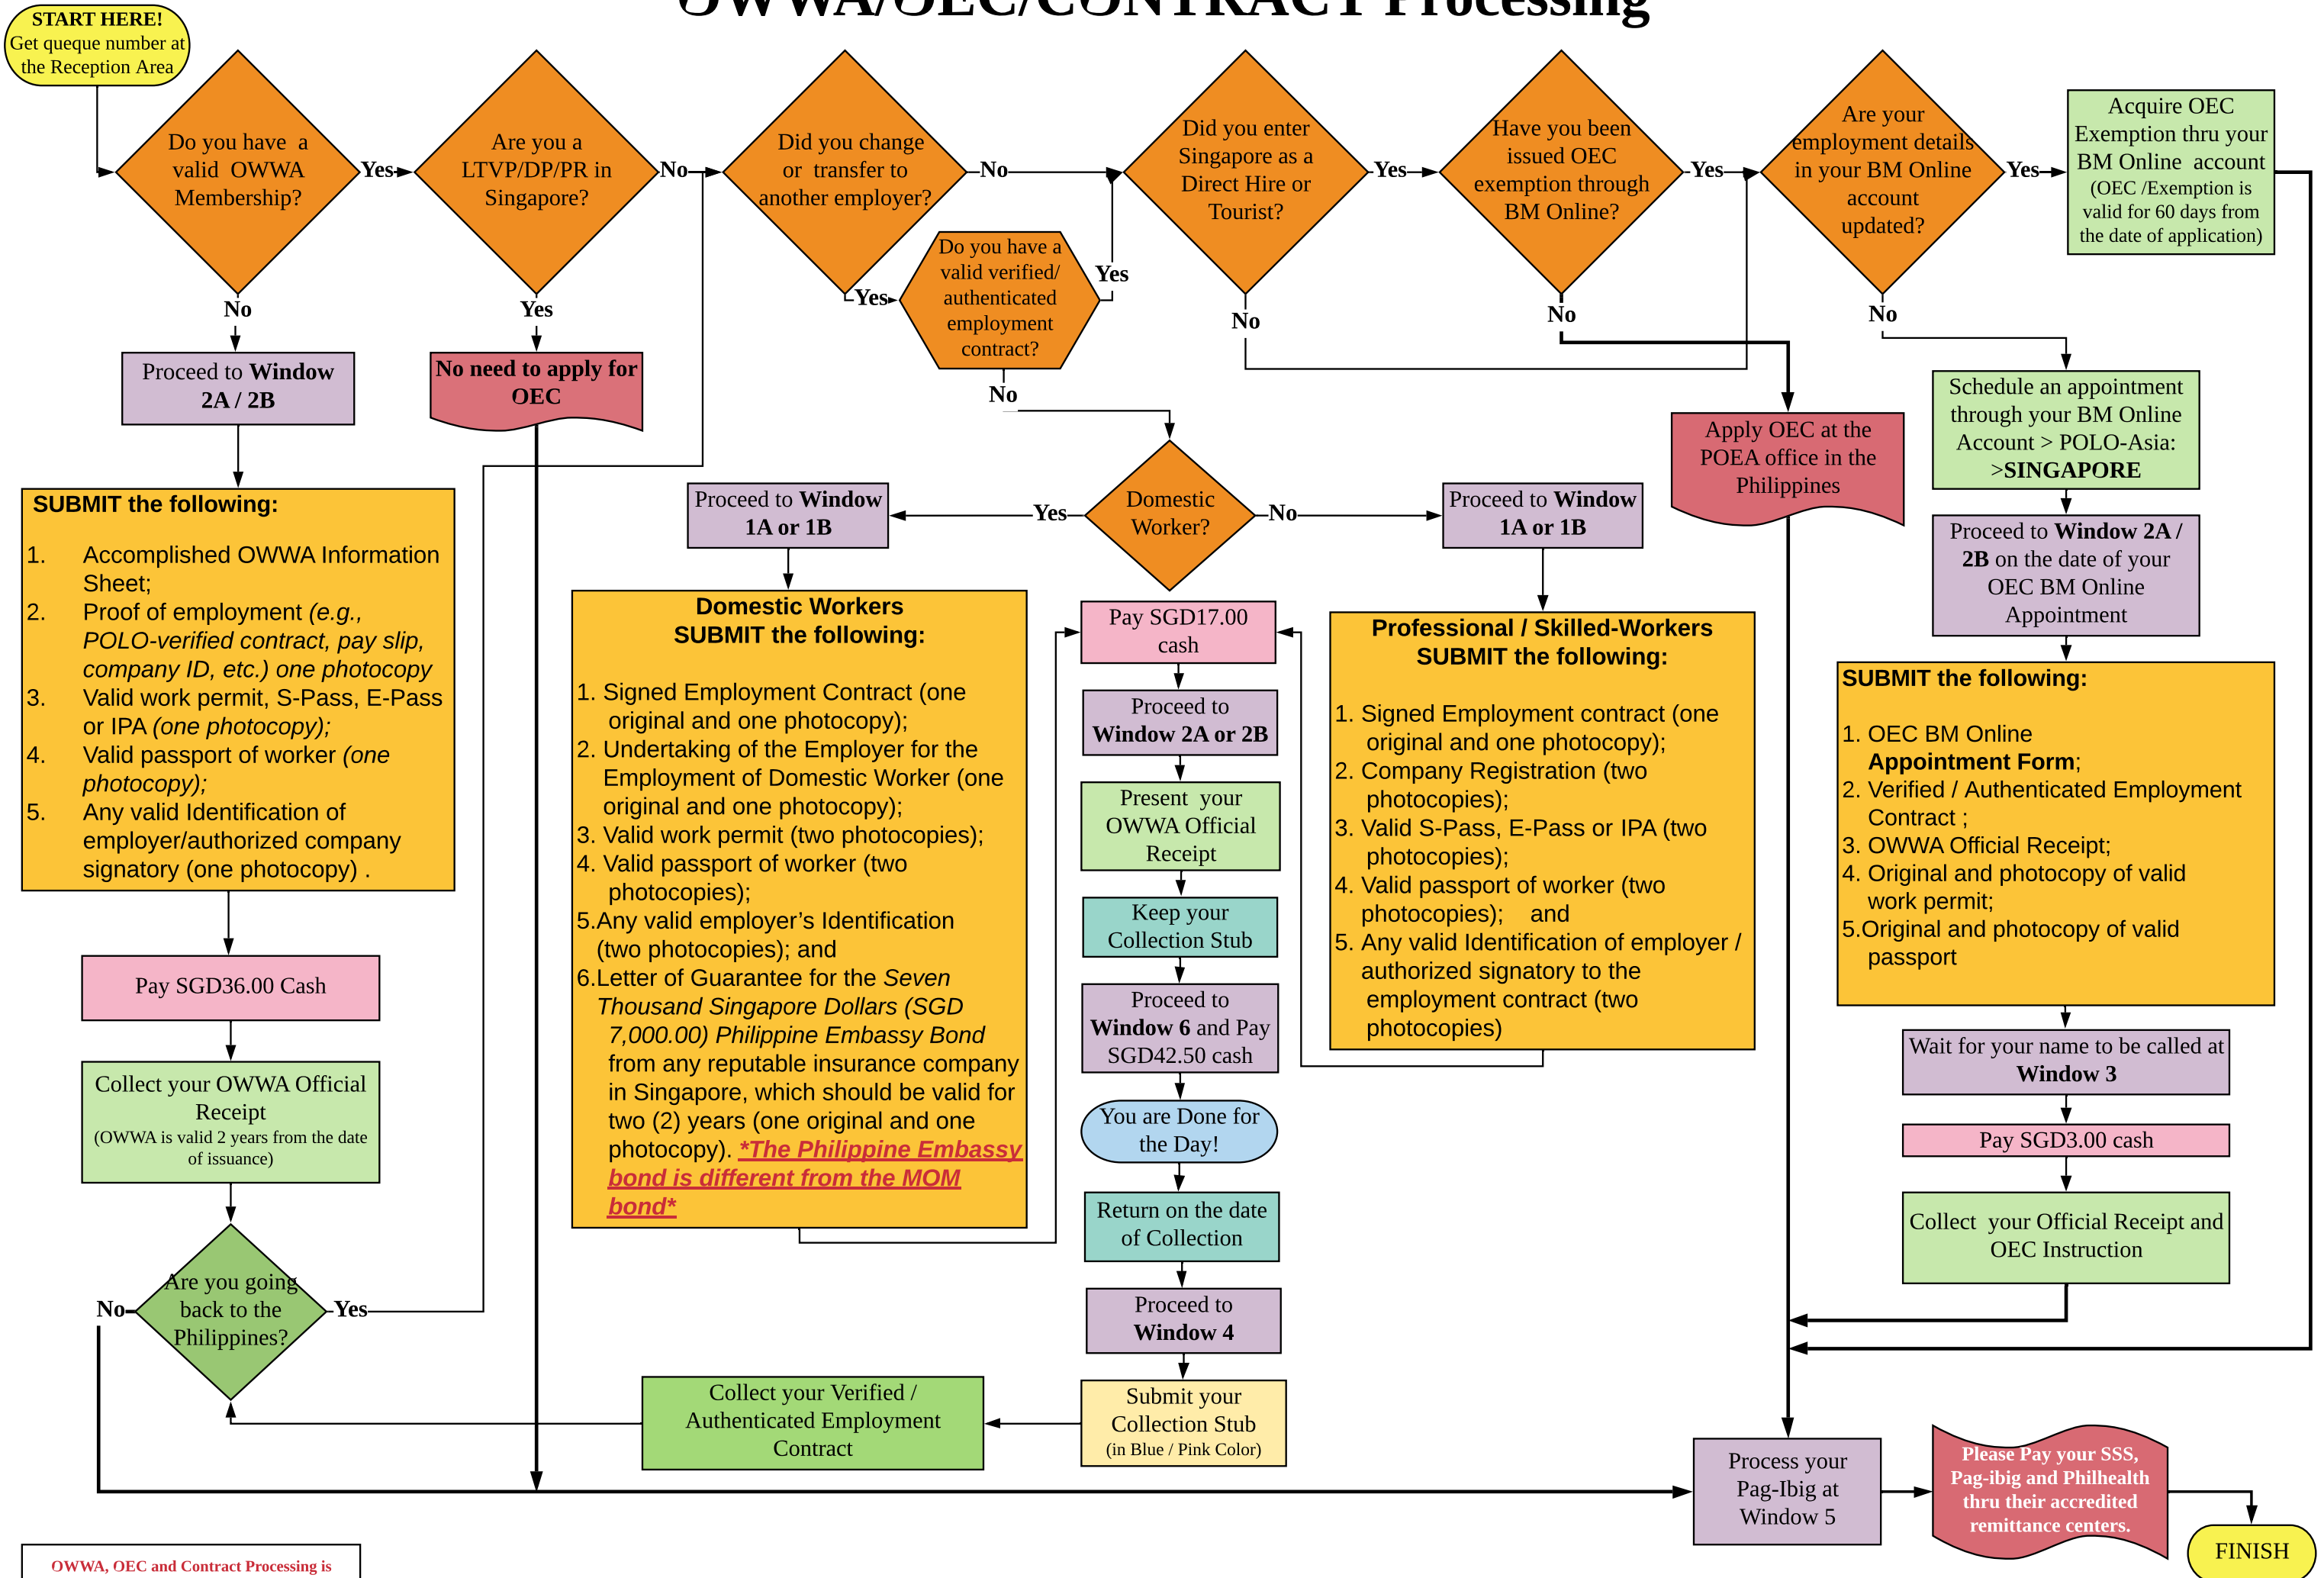 OWWA/OEC/CONTRACT Processing
START HERE!
Get queque number at
the Reception Area
Do you have a
valid OWWA
Membership?
Yes
No
Are you a
LTVP/DP/PR in
Singapore?
No
Yes
Did you change
or transfer to
another employer?
No
Yes
Do you have a
valid verified/
authenticated
employment
contract?
Yes
No
Did you enter
Singapore as a
Direct Hire or
Tourist?
Yes
No
Have you been
issued OEC
exemption through
BM Online?
Yes
No
Are your
employment details
in your BM Online
account
updated?
Yes
No
Acquire OEC
Exemption thru your
BM Online account
(OEC /Exemption is
valid for 60 days from
the date of application)
Proceed to Window
2A / 2B
No need to apply for
OEC
SUBMIT the following:
1. Accomplished OWWA Information
Sheet;
2. Proof of employment (e.g.,
POLO-verified contract, pay slip,
company ID, etc.) one photocopy
3. Valid work permit, S-Pass, E-Pass
or IPA (one photocopy);
4. Valid passport of worker (one
photocopy);
5. Any valid Identification of
employer/authorized company
signatory (one photocopy) .
Pay SGD36.00 Cash
Collect your OWWA Official
Receipt
(OWWA is valid 2 years from the date
of issuance)
Are you going
back to the
Philippines?
No
Yes
Domestic
Worker?
Yes
No
Proceed to Window
1A or 1B
Domestic Workers
SUBMIT the following:
1. Signed Employment Contract (one
original and one photocopy);
2. Undertaking of the Employer for the
Employment of Domestic Worker (one
original and one photocopy);
3. Valid work permit (two photocopies);
4. Valid passport of worker (two
photocopies);
5.Any valid employer’s Identification
(two photocopies); and
6.Letter of Guarantee for the Seven
Thousand Singapore Dollars (SGD
7,000.00) Philippine Embassy Bond
from any reputable insurance company
in Singapore, which should be valid for
two (2) years (one original and one
photocopy). *The Philippine Embassy
bond is different from the MOM
bond*
Proceed to Window
1A or 1B
Professional / Skilled-Workers
SUBMIT the following:
1. Signed Employment contract (one
original and one photocopy);
2. Company Registration (two
photocopies);
3. Valid S-Pass, E-Pass or IPA (two
photocopies);
4. Valid passport of worker (two
photocopies); and
5. Any valid Identification of employer /
authorized signatory to the
employment contract (two
photocopies)
Pay SGD17.00
cash
Proceed to
Window 2A or 2B
Present your
OWWA Official
Receipt
Keep your
Collection Stub
Proceed to
Window 6 and Pay
SGD42.50 cash
You are Done for
the Day!
Return on the date
of Collection
Proceed to
Window 4
Submit your
Collection Stub
(in Blue / Pink Color)
Collect your Verified /
Authenticated Employment
Contract
Apply OEC at the
POEA office in the
Philippines
Schedule an appointment
through your BM Online
Account > POLO-Asia:
>SINGAPORE
Proceed to Window 2A /
2B on the date of your
OEC BM Online
Appointment
SUBMIT the following:
1. OEC BM Online
Appointment Form;
2. Verified / Authenticated Employment
Contract ;
3. OWWA Official Receipt;
4. Original and photocopy of valid
work permit;
5.Original and photocopy of valid
passport
Wait for your name to be called at
Window 3
Pay SGD3.00 cash
Collect your Official Receipt and
OEC Instruction
Process your
Pag-Ibig at
Window 5
Please Pay your SSS,
Pag-ibig and Philhealth
thru their accredited
remittance centers.
FINISH
OWWA, OEC and Contract Processing is